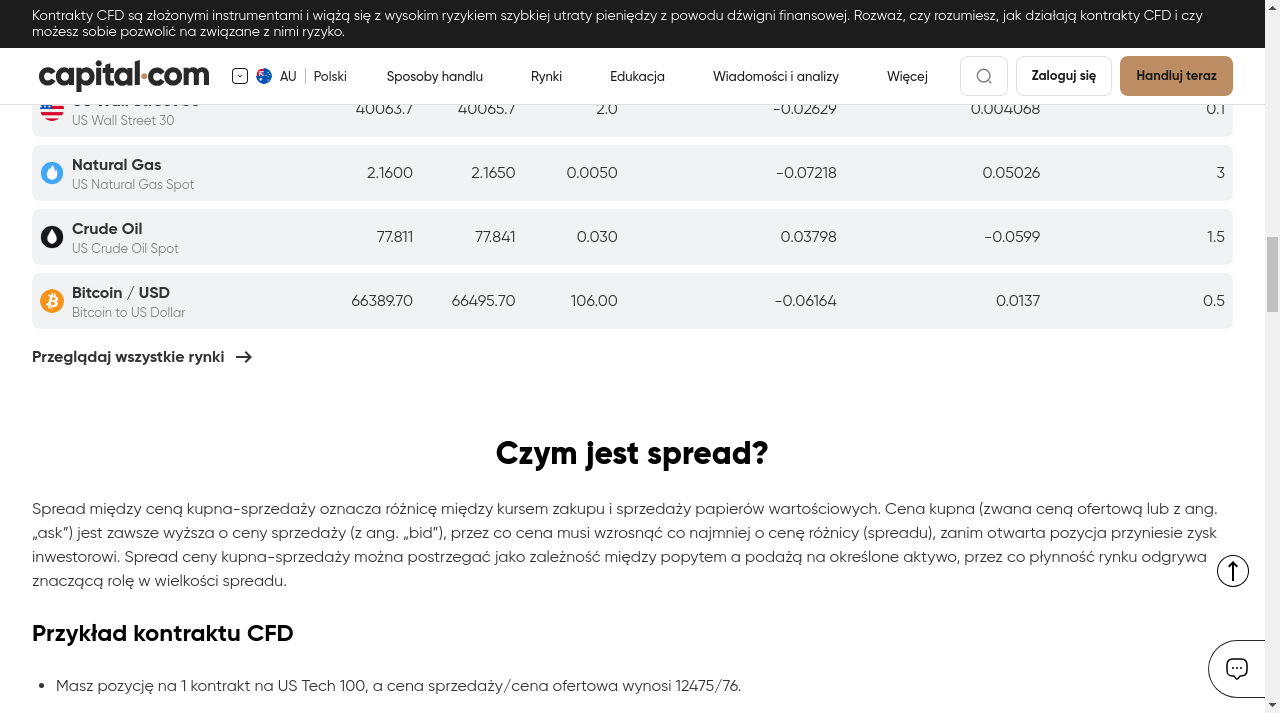 Kontrakty CFD są złożonymi instrumentami i wiążą się z wysokim ryzykiem szybkiej utraty pieniędzy z powodu dźwigni finansowej. Rozważ, czy rozumiesz, jak działają kontrakty CFD i czy
możesz sobie pozwolić na związane z nimi ryzyko.
capital.com AU Polski Sposoby handlu Rynki Edukacja Wiadomości i analizy Więcej Zaloguj się Handluj teraz
US Wall Street 30 40063.7 40065.7 2.0 -0.02629 0.004068 0.1
US Wall Street 30
Natural Gas 2.1600 2.1650 0.0050 -0.07218 0.05026 3
US Natural Gas Spot
Crude Oil 77.811 77.841 0.030 0.03798 -0.0599 1.5
US Crude Oil Spot
Bitcoin / USD 66389.70 66495.70 106.00 -0.06164 0.0137 0.5
Bitcoin to US Dollar
Przeglądaj wszystkie rynki
Czym jest spread?
Spread między ceną kupna-sprzedaży oznacza różnicę między kursem zakupu i sprzedaży papierów wartościowych. Cena kupna (zwana ceną ofertową lub z ang.
„ask”) jest zawsze wyższa o ceny sprzedaży (z ang. „bid”), przez co cena musi wzrosnąć co najmniej o cenę różnicy (spreadu), zanim otwarta pozycja przyniesie zysk
inwestorowi. Spread ceny kupna-sprzedaży można postrzegać jako zależność między popytem a podażą na określone aktywo, przez co płynność rynku odgrywa
znaczącą rolę w wielkości spreadu.
Przykład kontraktu CFD
• Masz pozycję na 1 kontrakt na US Tech 100, a cena sprzedaży/cena ofertowa wynosi 12475/76.